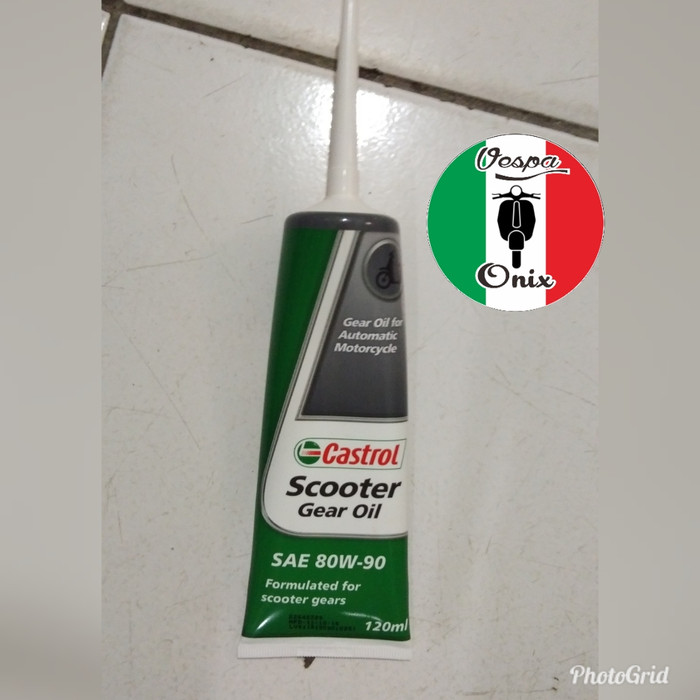 Vespa
Onix
Gear Oil for
Automatic
Motorcycle
Castrol
Scooter
Gear Oil
SAE 80W-90
Formulated for
scooter gears
120ml
PhotoGrid